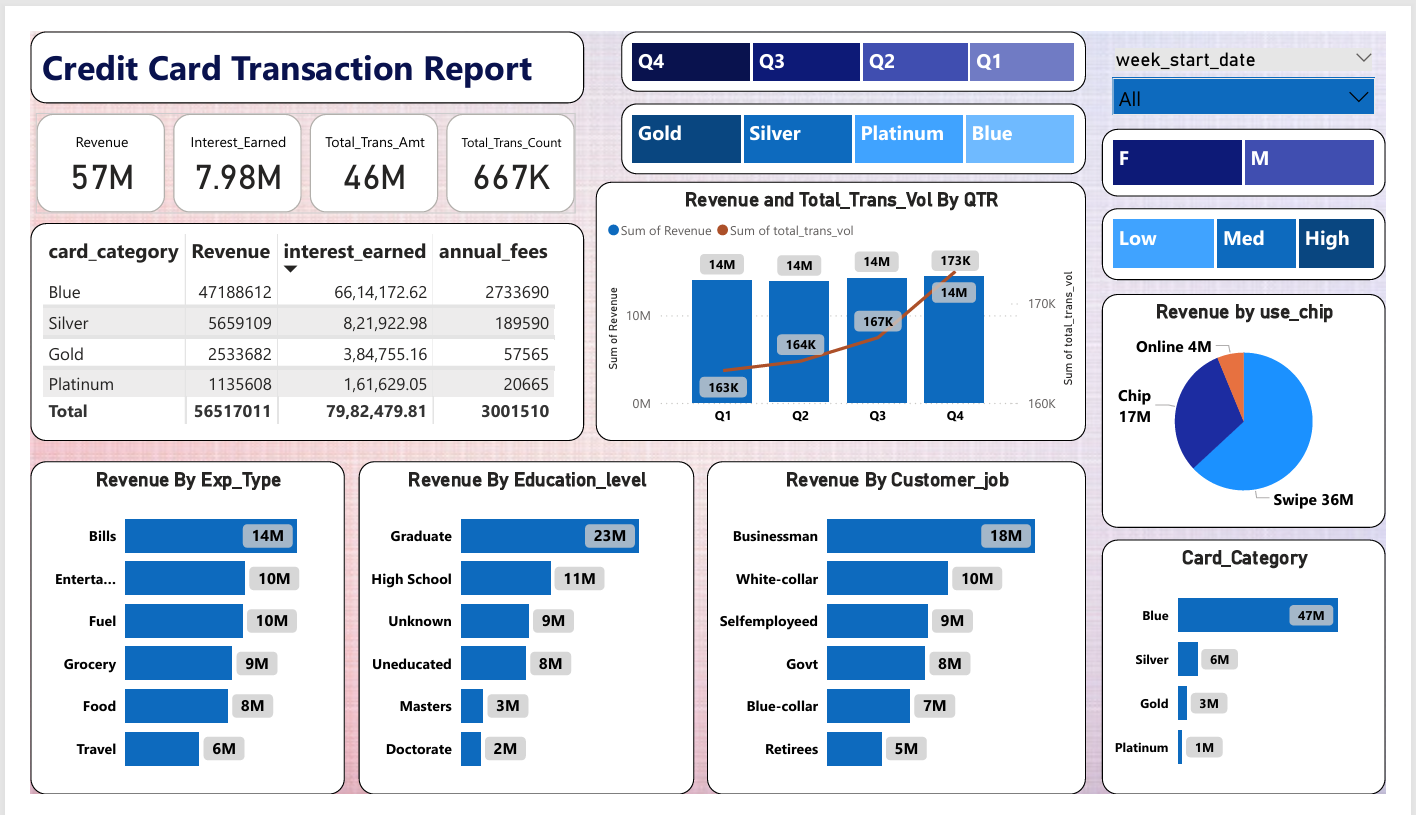 Credit Card Transaction Report
Q4 Q3 Q2 Q1
week_start_date
All
Gold Silver Platinum Blue
F M
Low Med High
Revenue
57M
Interest_Earned
7.98M
Total_Trans_Amt
46M
Total_Trans_Count
667K
card_category Revenue interest_earned annual_fees
Blue 47188612 66,14,172.62 2733690
Silver 5659109 8,21,922.98 189590
Gold 2533682 3,84,755.16 57565
Platinum 1135608 1,61,629.05 20665
Total 56517011 79,82,479.81 3001510
Revenue and Total_Trans_Vol By QTR
Sum of Revenue Sum of total_trans_vol
14M 14M 14M 173K
14M
163K 164K 167K
Sum of Revenue
10M
0M
Sum of total_trans_vol
170K
160K
Q1 Q2 Q3 Q4
Revenue by use_chip
Online 4M
Chip
17M
Swipe 36M
Revenue By Exp_Type
Bills 14M
Enterta... 10M
Fuel 10M
Grocery 9M
Food 8M
Travel 6M
Revenue By Education_level
Graduate 23M
High School 11M
Unknown 9M
Uneducated 8M
Masters 3M
Doctorate 2M
Revenue By Customer_job
Businessman 18M
White-collar 10M
Selfemployeed 9M
Govt 8M
Blue-collar 7M
Retirees 5M
Card_Category
Blue 47M
Silver 6M
Gold 3M
Platinum 1M